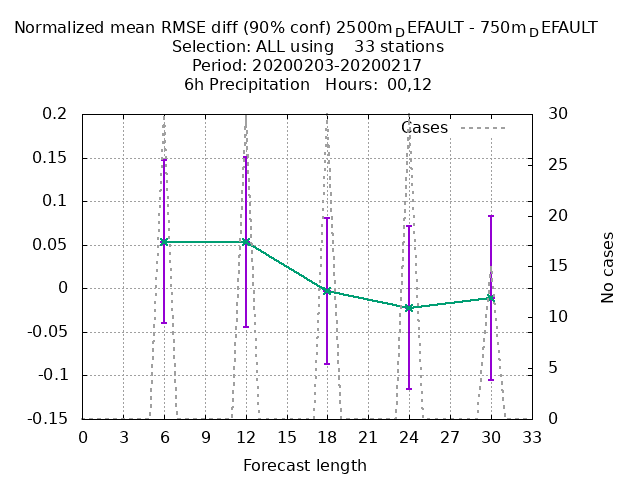 Normalized mean RMSE diff (90% conf) 2500m_DEFAULT - 750m_DEFAULT
Selection: ALL using 33 stations
Period: 20200203-20200217
6h Precipitation Hours: 00,12
Cases
0.2
0.15
0.1
0.05
0
-0.05
-0.1
-0.15
30
25
20
15
10
5
0
No cases
0 3 6 9 12 15 18 21 24 27 30 33
Forecast length